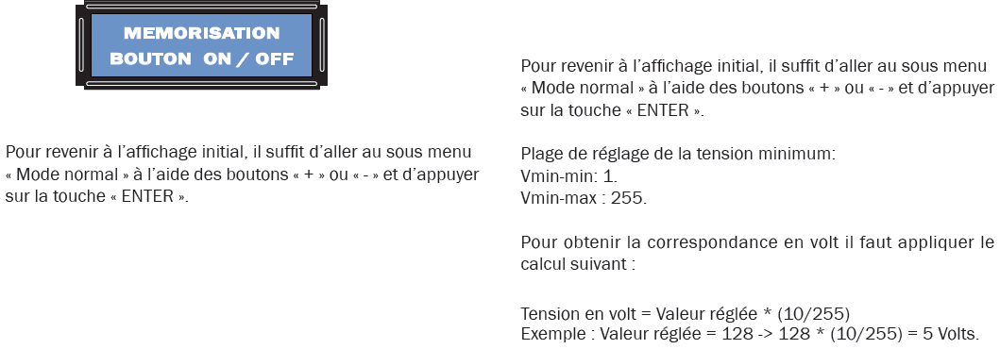 MEMORISATION
BOUTON ON / OFF
Pour revenir à l'affichage initial, il suffit d'aller au sous menu
« Mode normal » à l'aide des boutons « + » ou « - » et d'appuyer
sur la touche « ENTER ».
Pour revenir à l'affichage initial, il suffit d'aller au sous menu
« Mode normal » à l'aide des boutons « + » ou « - » et d'appuyer
sur la touche « ENTER ».
Plage de réglage de la tension minimum:
Vmin-min: 1.
Vmin-max : 255.
Pour obtenir la correspondance en volt il faut appliquer le
calcul suivant :
Tension en volt = Valeur réglée * (10/255)
Exemple : Valeur réglée = 128 -> 128 * (10/255) = 5 Volts.